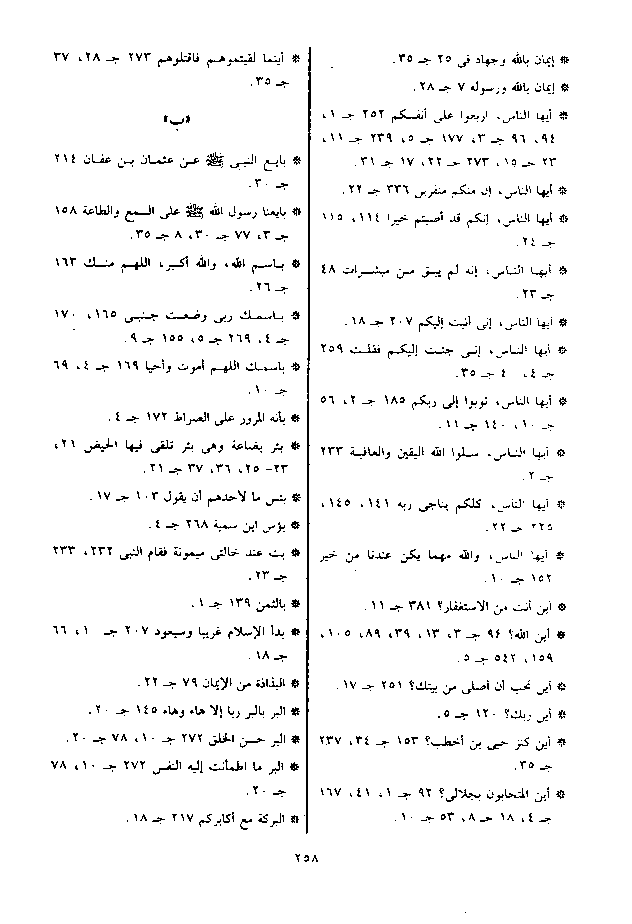 * إيمان بالله وجهاد فى ٢٥ جـ ٣٥.
* إيمان بالله ورسوله ٧ جـ ٢٨.
* أيها الناس، اربعوا على أنفسكم ٢٥٢ جـ ١،
٩٤، ٩٦ جـ ٣، ١٧٧ جـ ٥، ٢٣٩ جـ ١١،
٢٣ جـ ١٥، ٢٧٣ جـ ٢٢، ١٧ جـ ٣١.
* أيها الناس، إن منكم منفرين ٣٣٦ جـ ٢٢.
* أيها الناس، إنكم قد أصبتم خيرا ١١٤، ١١٥
جـ ٢٤.
* أيها الناس، إنه لم يبق من مبشرات ٤٨
جـ ٢٣.
* أيها الناس، إنى أتيت إليكم ٢٠٧ جـ ١٨.
* أيها الناس، إنى جئت إليكم فقلت ٢٥٩
جـ ٤، ٤٠ جـ ٣٥.
* أيها الناس، توبوا إلى ربكم ١٨٥ جـ ٢، ٥٦
جـ ١٠، ١٤٠ جـ ١١.
* أيها الناس، سلوا الله اليقين والعافية ٢٣٣
جـ ٢.
* أيها الناس، كلكم يناجى ربه ١٤١، ١٤٥،
٢٢٥ جـ ٢٢.
* أيها الناس، والله مهما يكن عندنا من خير
١٥٢ جـ ١٠.
* أين أنت من الاستغفار؟ ٣٨١ جـ ١١.
* أين الله؟ ٩٤ جـ ٣، ١٣، ٣٩، ٨٩، ١٠٥،
١٥٩، ٥٤٢ جـ ٥.
* أين تحب أن أصلى من بيتك؟ ٢٥١ جـ ١٧.
* أين ربك؟ ١٢٠ جـ ٥.
* أين كنز حيى بن أخطب؟ ١٥٣ جـ ٣٤، ٢٣٧
جـ ٣٥.
* أين المتحابون بجلالى؟ ٩٢ جـ ١، ٤١، ١٦٧
جـ ٤، ١٨ جـ ٨، ٥٣ جـ ١٠.
* أينما لقيتموهم فاقتلوهم ٢٧٣ جـ ٢٨، ٣٧
جـ ٣٥.
«ب»
* بايع النبى ﷺ عن عثمان بن عفان ٢١٤
جـ ٣٠.
* بايعنا رسول الله ﷺ على السمع والطاعة ١٥٨
جـ ٣، ٧٧ جـ ٣٠، ٨ جـ ٣٥.
* باسم الله، والله أكبر، اللهم منك ١٦٣
جـ ٢٦.
* باسمك ربى وضعت جنبى ١٦٥، ١٧٠
جـ ٤، ٢٦٩ جـ ٥، ١٥٥ جـ ٩.
* باسمك اللهم أموت وأحيا ١٦٩ جـ ٤، ٦٩
جـ ١٠.
* بأنه المرور على الصراط ١٧٢ جـ ٤.
* بئر بضاعة وهى بئر تلقى فيها الحيض ٢١،
٢٣- ٢٥، ٣٦، ٣٧ جـ ٢١.
* بئس ما لأحدهم أن يقول ١٠٣ جـ ١٧.
* بؤس ابن سمية ٢٦٨ جـ ٤.
* بت عند خالتى ميمونة فقام النبى ٢٣٢، ٢٣٣
جـ ٢٣.
* بالثمن ١٣٩ جـ ١.
* بدأ الإسلام غريبا وسيعود ٢٠٧ جـ ١٠، ٦٦
جـ ١٨.
* البذاذة من الإيمان ٧٩ جـ ٢٢.
* البر بالبر ربا إلا هاء وهاء ١٤٥ جـ ٢٠.
* البر حسن الخلق ٢٧٢ جـ ١٠، ٧٨ جـ ٢٠.
* البر ما اطمأنت إليه النفس ٢٧٢ جـ ١٠، ٧٨
جـ ٢٠.
* البركة مع أكابركم ٢١٧ جـ ١٨.
٢٥٨